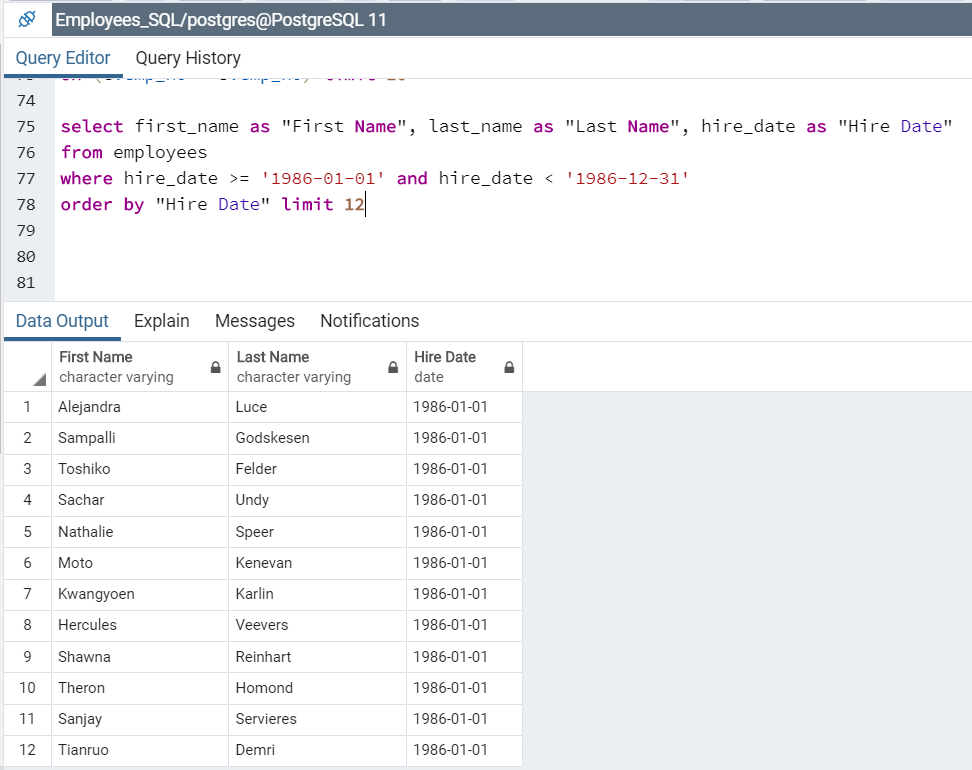 Employees_SQL/postgres@PostgreSQL 11
Query Editor Query History
74
75 select first_name as "First Name", last_name as "Last Name", hire_date as "Hire Date"
76 from employees
77 where hire_date >= '1986-01-01' and hire_date < '1986-12-31'
78 order by "Hire Date" limit 12
79
80
81
Data Output Explain Messages Notifications
First Name Last Name Hire Date
character varying character varying date
1 Alejandra Luce 1986-01-01
2 Sampalli Godskesen 1986-01-01
3 Toshiko Felder 1986-01-01
4 Sachar Undy 1986-01-01
5 Nathalie Speer 1986-01-01
6 Moto Kenevan 1986-01-01
7 Kwangyoen Karlin 1986-01-01
8 Hercules Veevers 1986-01-01
9 Shawna Reinhart 1986-01-01
10 Theron Homond 1986-01-01
11 Sanjay Servieres 1986-01-01
12 Tianruo Demri 1986-01-01